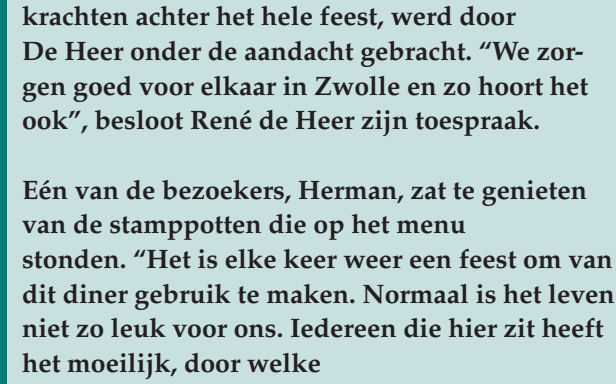 krachten achter het hele feest, werd door
De Heer onder de aandacht gebracht. “We zor-
gen goed voor elkaar in Zwolle en zo hoort het
ook”, besloot René de Heer zijn toespraak.

Eén van de bezoekers, Herman, zat te genieten
van de stamppotten die op het menu
stonden. “Het is elke keer weer een feest om van
dit diner gebruik te maken. Normaal is het leven
niet zo leuk voor ons. Iedereen die hier zit heeft
het moeilijk, door welke